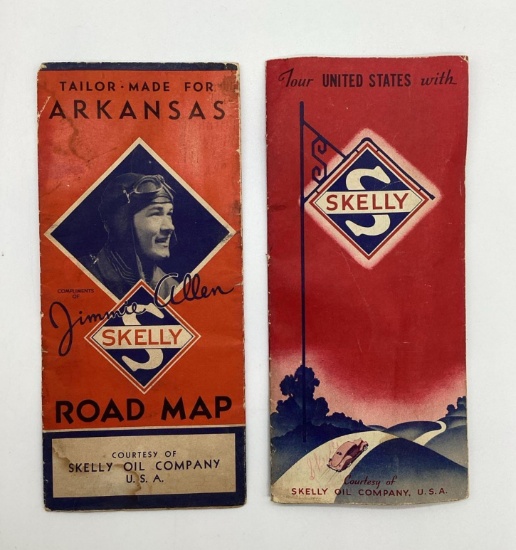 TAILOR-MADE FOR
ARKANSAS
COMPLIMENTS
OF
Jimmie Allen
S
SKELLY
ROAD MAP
COURTESY OF
SKELLY OIL COMPANY
U.S.A.
Tour UNITED STATES with
S
SKELLY
Courtesy of
SKELLY OIL COMPANY, U.S.A.